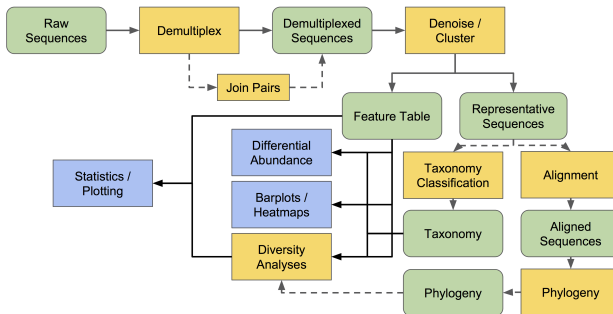 Raw
Sequences
Demultiplex
Demultiplexed
Sequences
Denoise /
Cluster
Join Pairs
Feature Table
Representative
Sequences
Differential
Abundance
Statistics /
Plotting
Taxonomy
Classification
Alignment
Barplots /
Heatmaps
Diversity
Analyses
Taxonomy
Aligned
Sequences
Phylogeny
Phylogeny